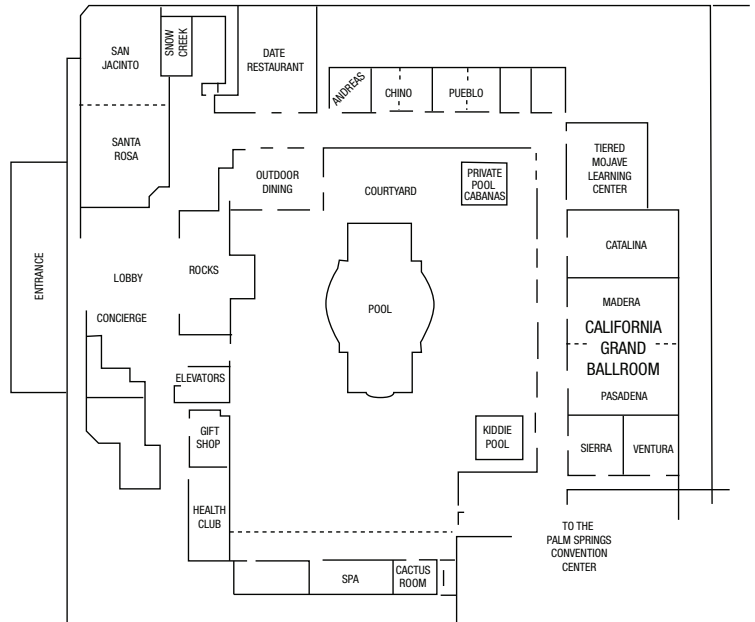 SAN
JACINTO
SNOW
CREEK
DATE
RESTAURANT
ANDREAS
CHINO
PUEBLO
SANTA
ROSA
TIERED
MOJAVE
LEARNING
CENTER
OUTDOOR
DINING
COURTYARD
PRIVATE
POOL
CABANAS
CATALINA
ENTRANCE
LOBBY
ROCKS
CONCIERGE
POOL
MADERA
CALIFORNIA
GRAND
BALLROOM
PASADENA
ELEVATORS
GIFT
SHOP
KIDDIE
POOL
SIERRA
VENTURA
HEALTH
CLUB
TO THE
PALM SPRINGS
CONVENTION
CENTER
SPA
CACTUS
ROOM